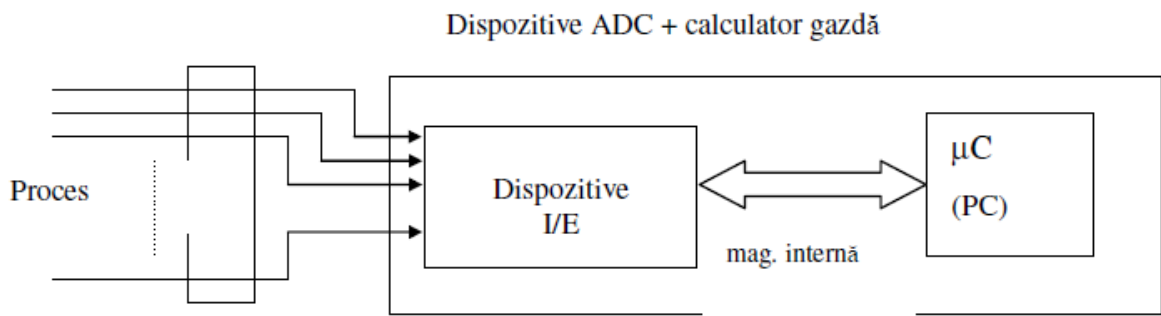 Dispozitive ADC + calculator gazdă
Proces
Dispozitive
I/E
mag. internă
μC
(PC)